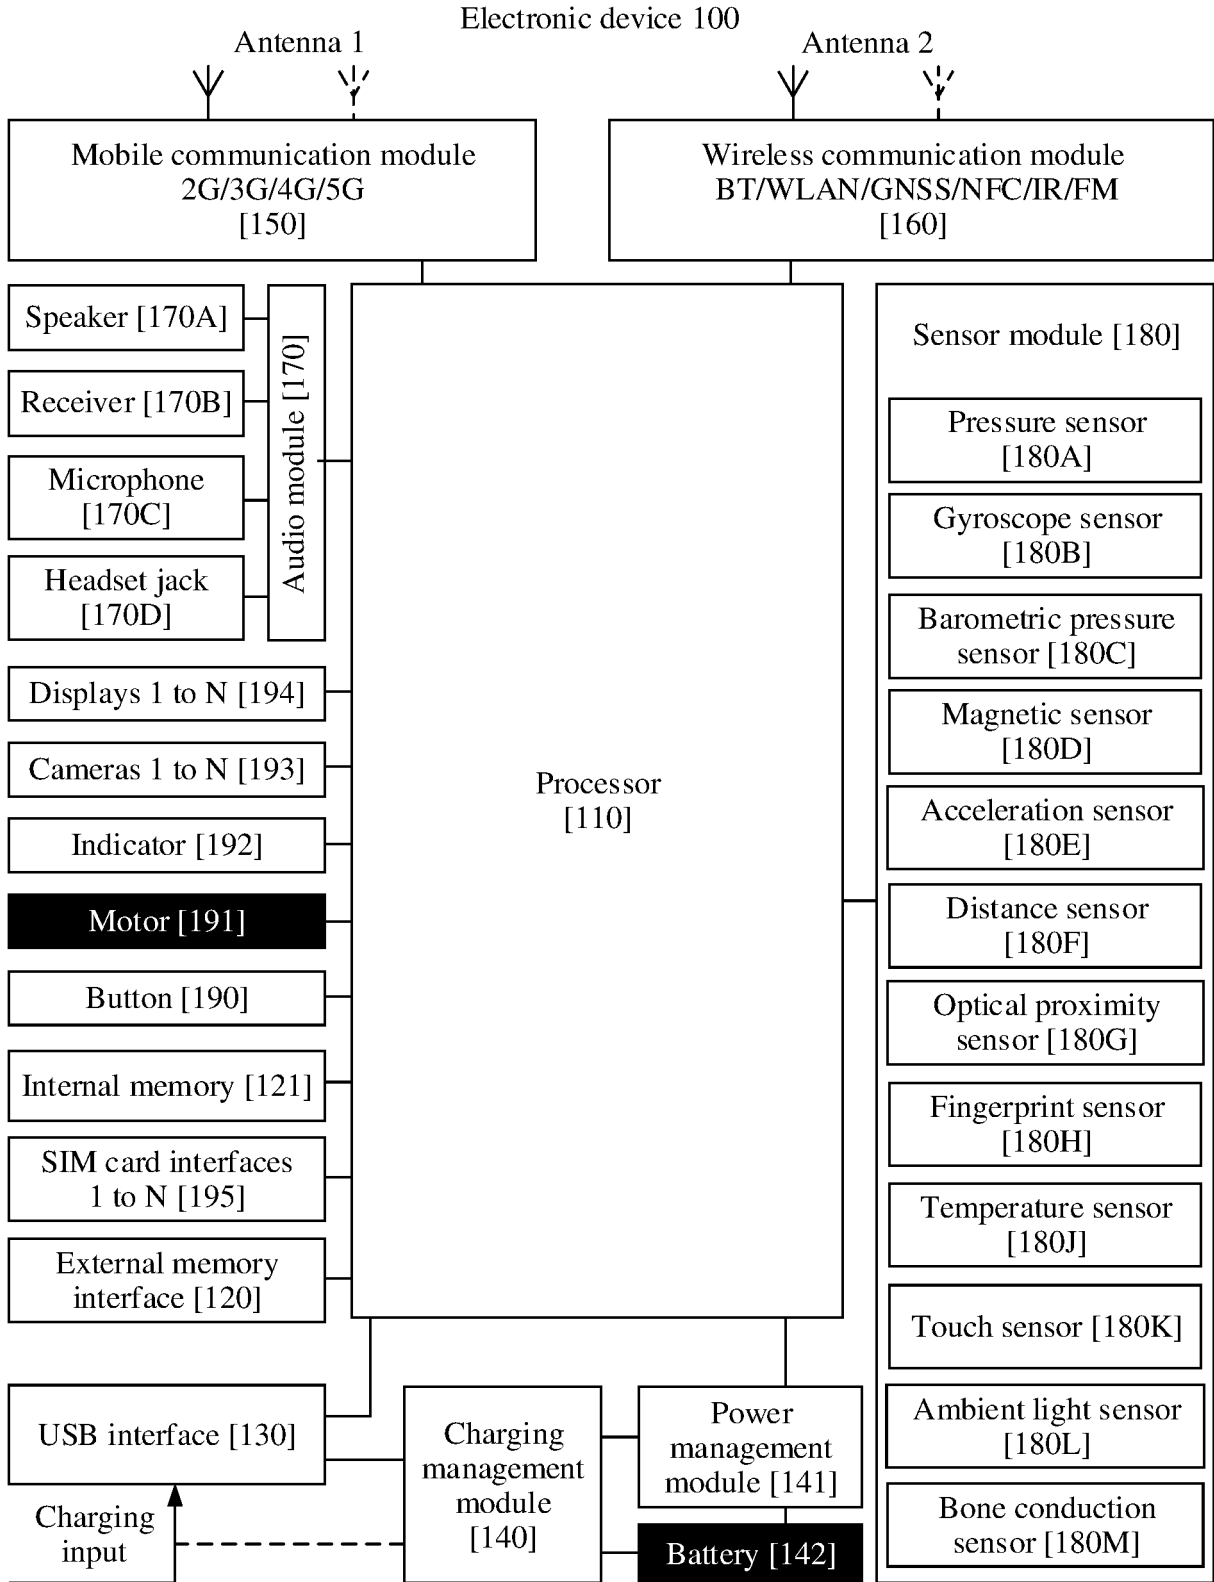 Electronic device 100
Antenna 1
Antenna 2
Mobile communication module
2G/3G/4G/5G
[150]
Wireless communication module
BT/WLAN/GNSS/NFC/IR/FM
[160]
Speaker [170A]
Receiver [170B]
Microphone
[170C]
Headset jack
[170D]
Audio module [170]
Displays 1 to N [194]
Cameras 1 to N [193]
Indicator [192]
Motor [191]
Button [190]
Internal memory [121]
SIM card interfaces
1 to N [195]
External memory
interface [120]
Processor
[110]
Sensor module [180]
Pressure sensor
[180A]
Gyroscope sensor
[180B]
Barometric pressure
sensor [180C]
Magnetic sensor
[180D]
Acceleration sensor
[180E]
Distance sensor
[180F]
Optical proximity
sensor [180G]
Fingerprint sensor
[180H]
Temperature sensor
[180J]
Touch sensor [180K]
Ambient light sensor
[180L]
Bone conduction
sensor [180M]
USB interface [130]
Charging
input
Charging
management
module
[140]
Power
management
module [141]
Battery [142]